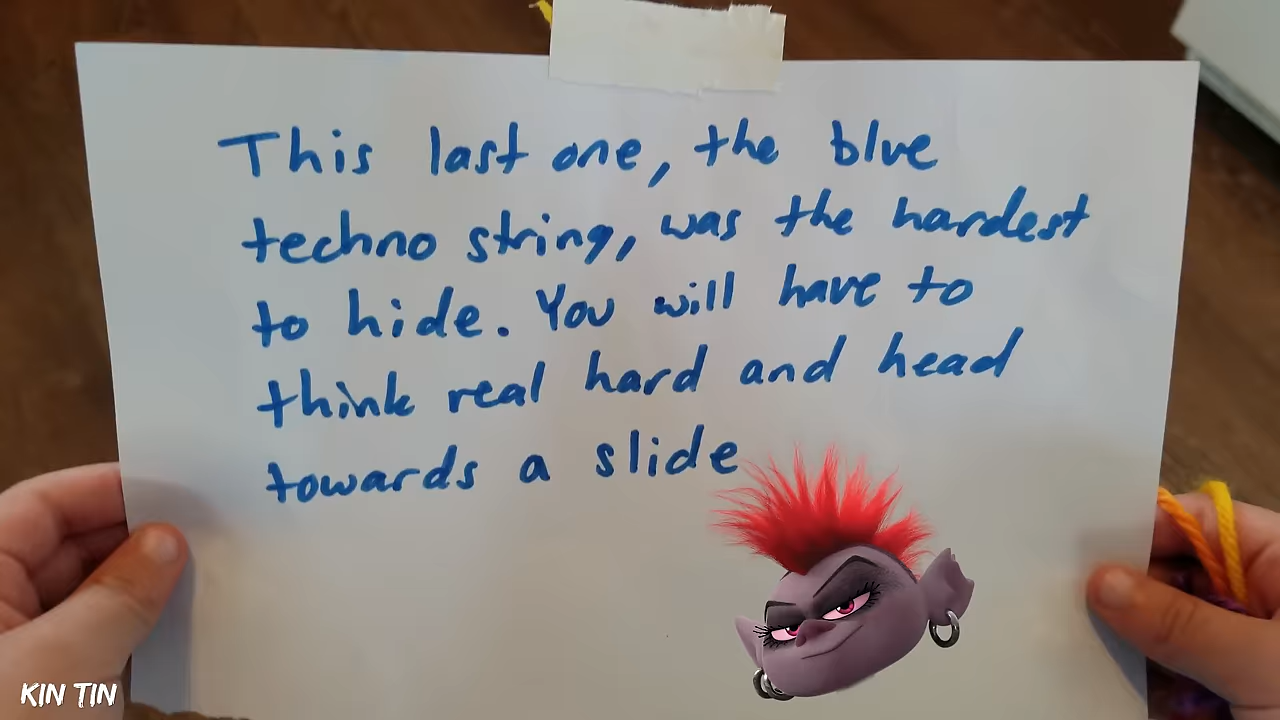 This last one, the blue
techno string, was the hardest
to hide. You will have to
think real hard and head
towards a slide
KIN TIN